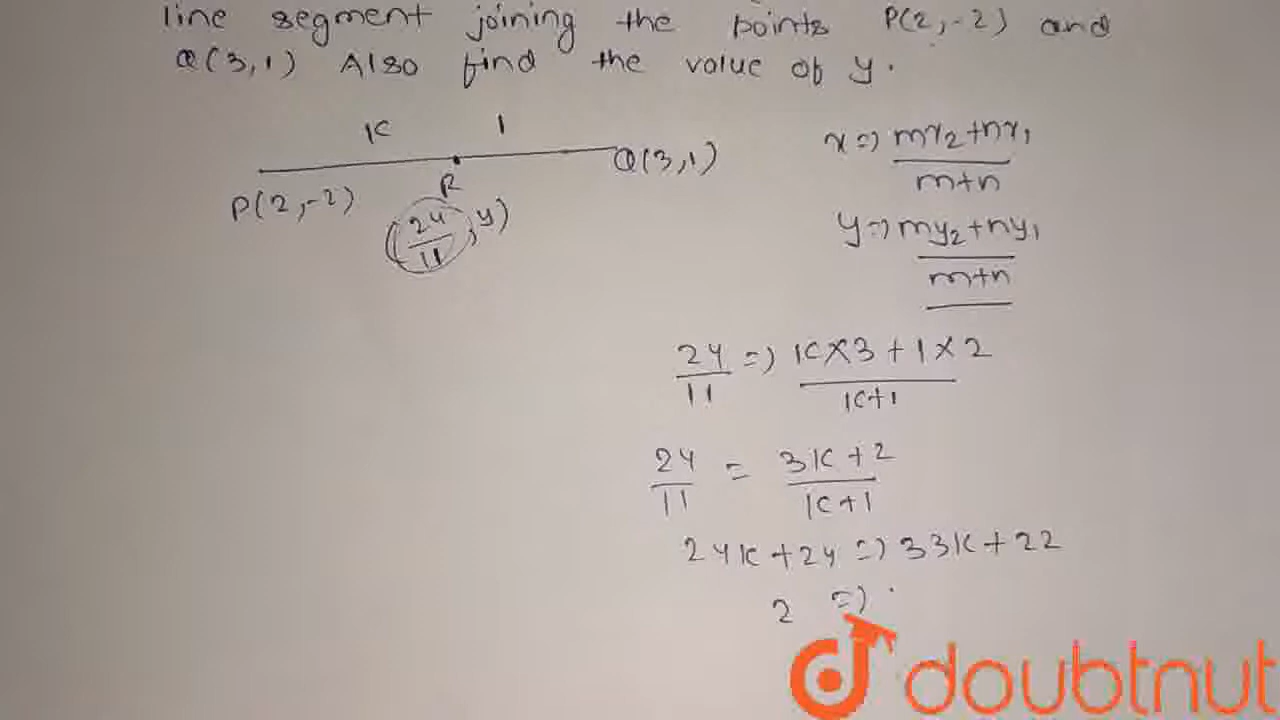 line segment joining the points P(2,-2) and
Q(3,1) Also find the value of y.
K 1
P(2,-2) R Q(3,1)
(24/11, y)
x => mx₂+nx₁
m+n
y => my₂+ny₁
m+n
24/11 => K×3+1×2
K+1
24/11 = 3K+2
K+1
24K+24 => 33K+22
2 =>
doubtnut